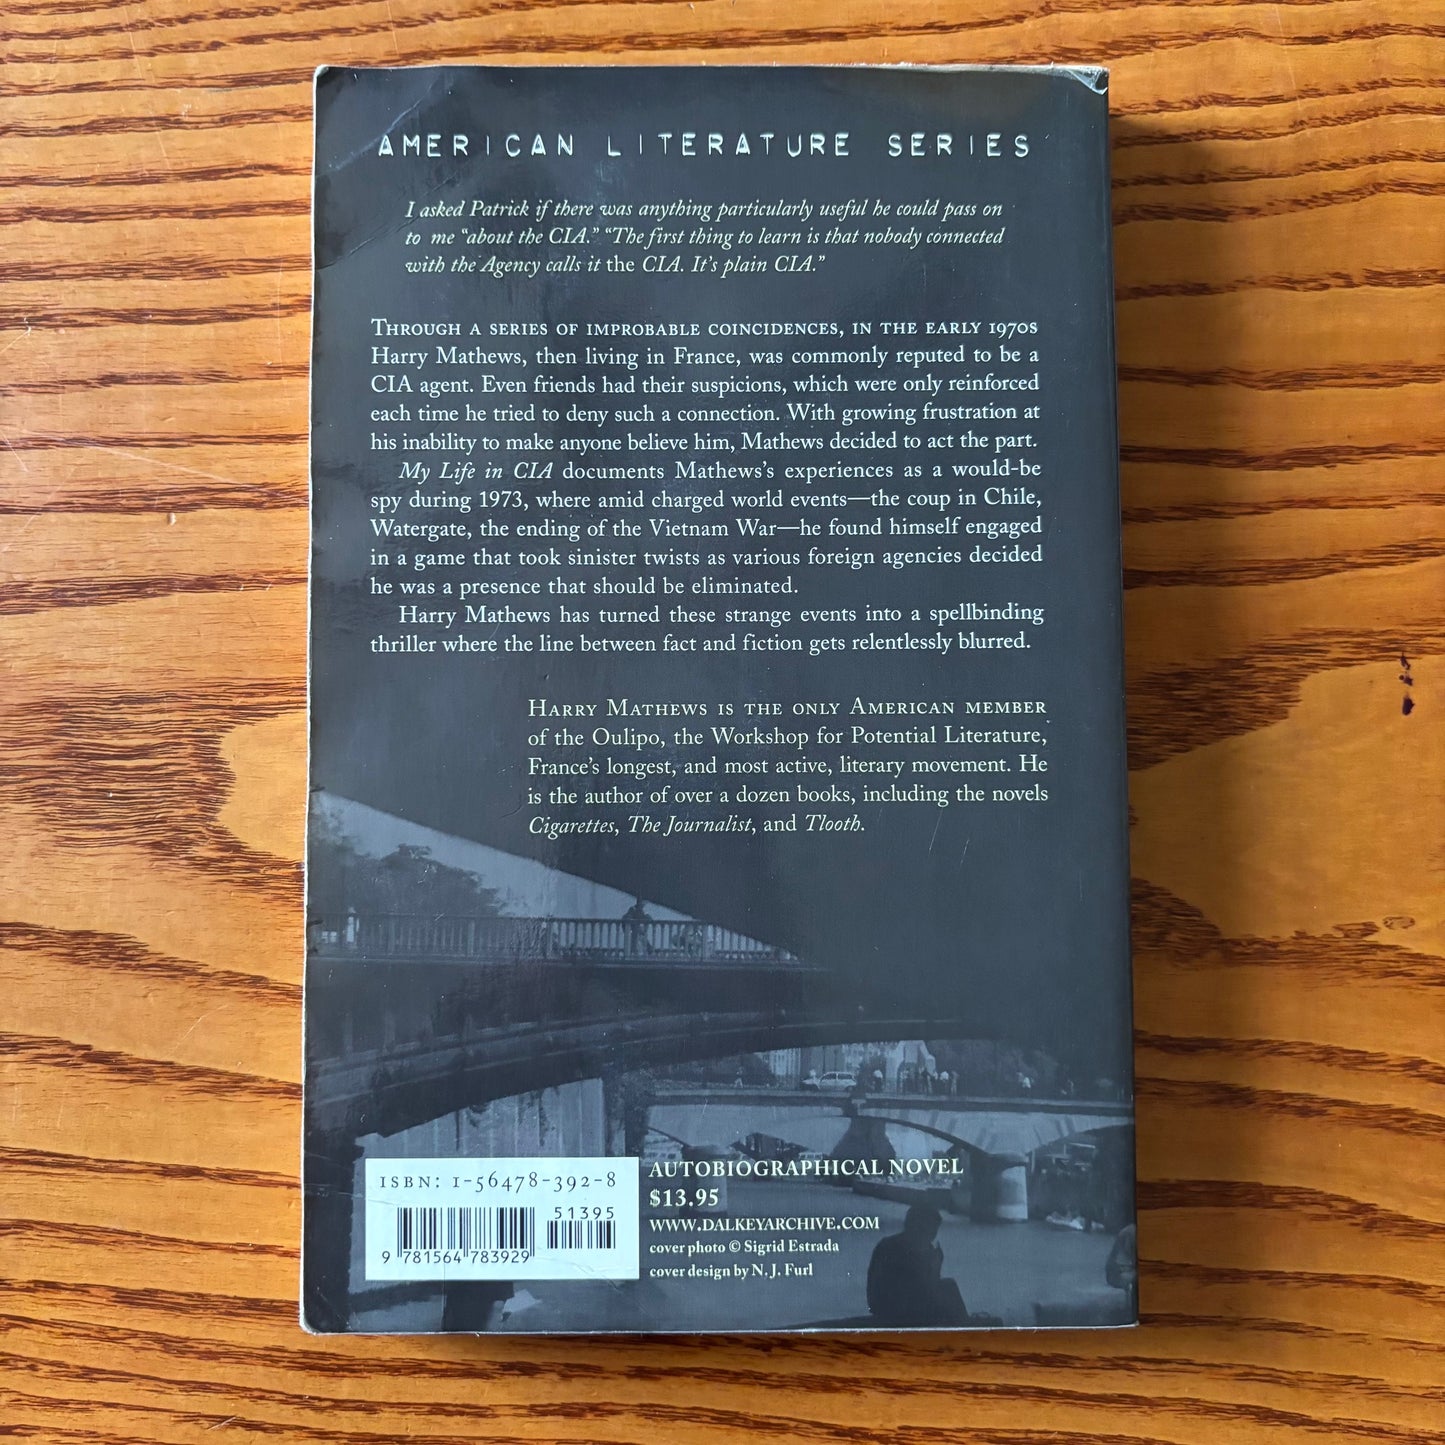 AMERICAN LITERATURE SERIES
I asked Patrick if there was anything particularly useful he could pass on
to me “about the CIA.” “The first thing to learn is that nobody connected
with the Agency calls it the CIA. It’s plain CIA.”
THROUGH A SERIES OF IMPROBABLE COINCIDENCES, IN THE EARLY 1970S
Harry Mathews, then living in France, was commonly reputed to be a
CIA agent. Even friends had their suspicions, which were only reinforced
each time he tried to deny such a connection. With growing frustration at
his inability to make anyone believe him, Mathews decided to act the part.
My Life in CIA documents Mathews’s experiences as a would-be
spy during 1973, where amid charged world events—the coup in Chile,
Watergate, the ending of the Vietnam War—he found himself engaged
in a game that took sinister twists as various foreign agencies decided
he was a presence that should be eliminated.
Harry Mathews has turned these strange events into a spellbinding
thriller where the line between fact and fiction gets relentlessly blurred.
HARRY MATHEWS IS THE ONLY AMERICAN MEMBER
of the Oulipo, the Workshop for Potential Literature,
France’s longest, and most active, literary movement. He
is the author of over a dozen books, including the novels
Cigarettes, The Journalist, and Tlooth.
ISBN: 1-56478-392-8
51395
9 781564 783929
AUTOBIOGRAPHICAL NOVEL
$13.95
WWW.DALKEYARCHIVE.COM
cover photo © Sigrid Estrada
cover design by N. J. Furl